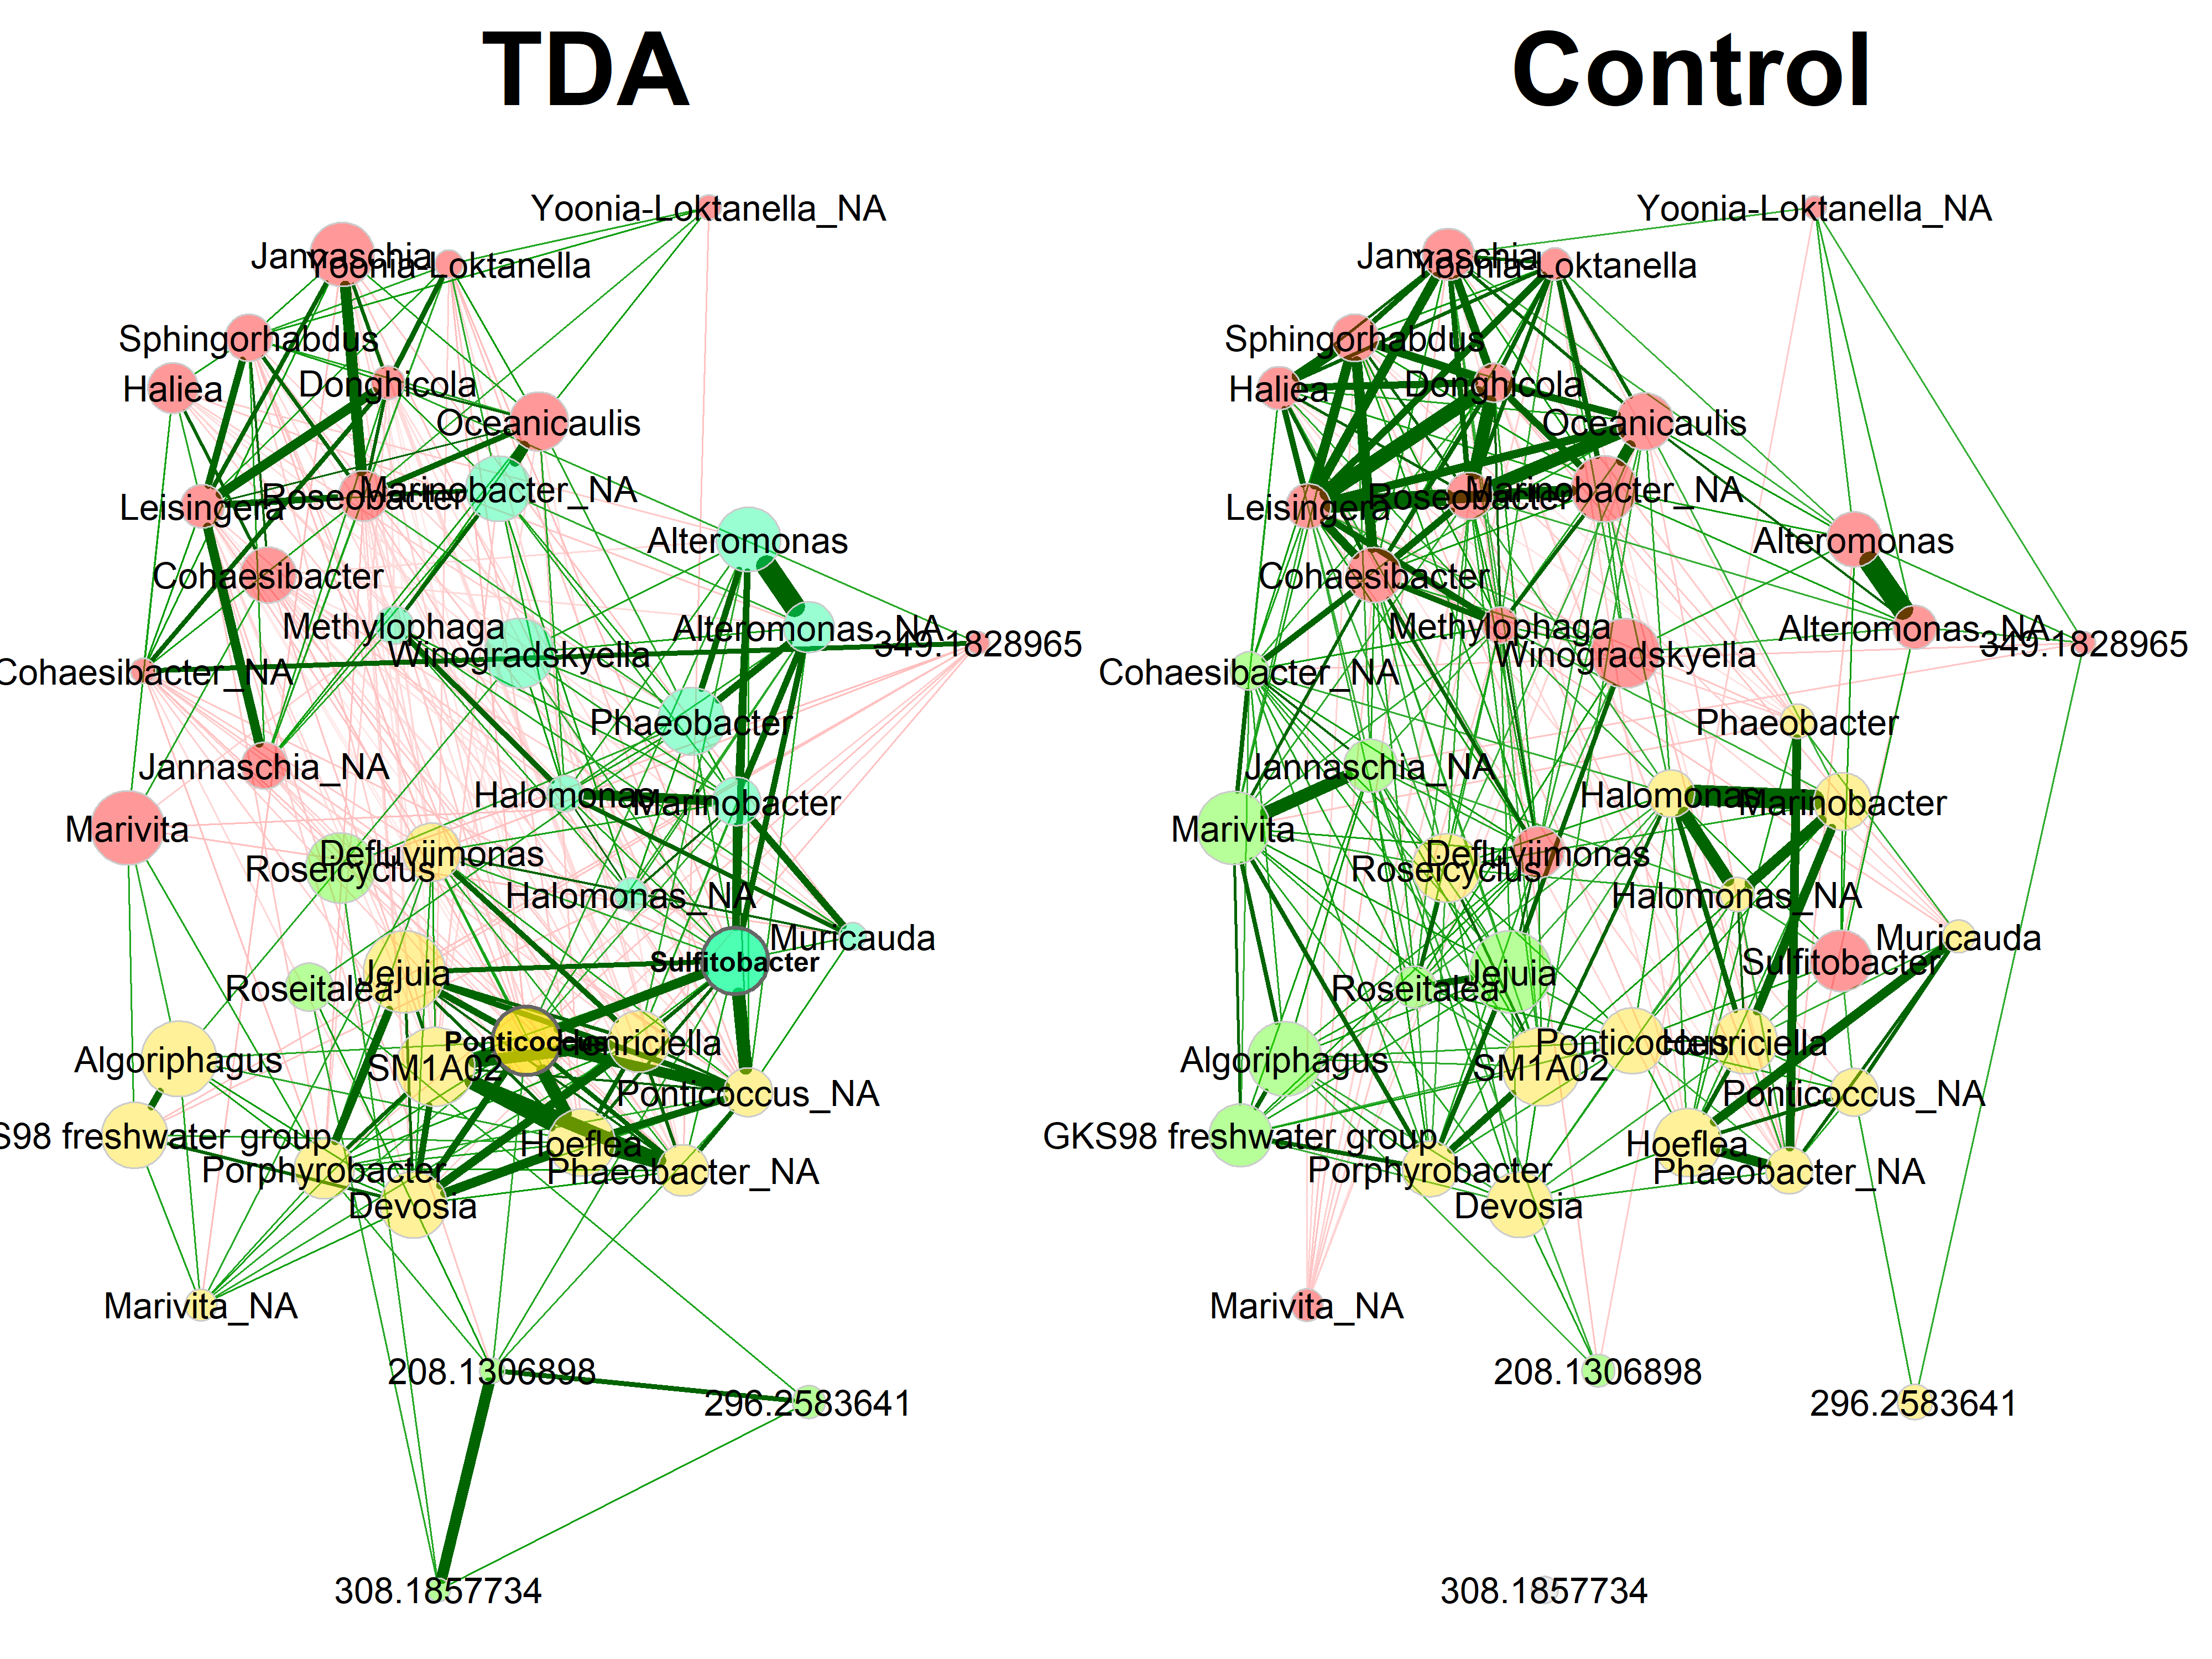 TDA
Yoonia-Loktanella_NA
Jannaschia
Yoonia-Loktanella
Sphingorhabdus
Haliea
Donghicola
Oceanicaulis
Leisingera
Roseobacter
Marinobacter_NA
Alteromonas
Cohaesibacter
Methylophaga
Alteromonas_NA
349.1828965
Winogradskyella
Cohaesibacter_NA
Phaeobacter
Jannaschia_NA
Halomonas
Marinobacter
Marivita
Defluviimonas
Roseicyclus
Halomonas_NA
Muricauda
Sulfitobacter
Jejuia
Roseitalea
Ponticoccus
Henriciella
Algoriphagus
SM1A02
Ponticoccus_NA
S98 freshwater group
Hoeflea
Porphyrobacter
Phaeobacter_NA
Devosia
Marivita_NA
208.1306898
296.2583641
308.1857734
Control
Yoonia-Loktanella_NA
Jannaschia
Yoonia-Loktanella
Sphingorhabdus
Haliea
Donghicola
Oceanicaulis
Leisingera
Roseobacter
Marinobacter_NA
Alteromonas
Cohaesibacter
Methylophaga
Alteromonas_NA
349.1828965
Winogradskyella
Cohaesibacter_NA
Phaeobacter
Jannaschia_NA
Halomonas
Marinobacter
Marivita
Defluviimonas
Roseicyclus
Halomonas_NA
Muricauda
Sulfitobacter
Jejuia
Roseitalea
Ponticoccus
Henriciella
Algoriphagus
SM1A02
Ponticoccus_NA
GKS98 freshwater group
Hoeflea
Porphyrobacter
Phaeobacter_NA
Devosia
Marivita_NA
208.1306898
296.2583641
308.1857734